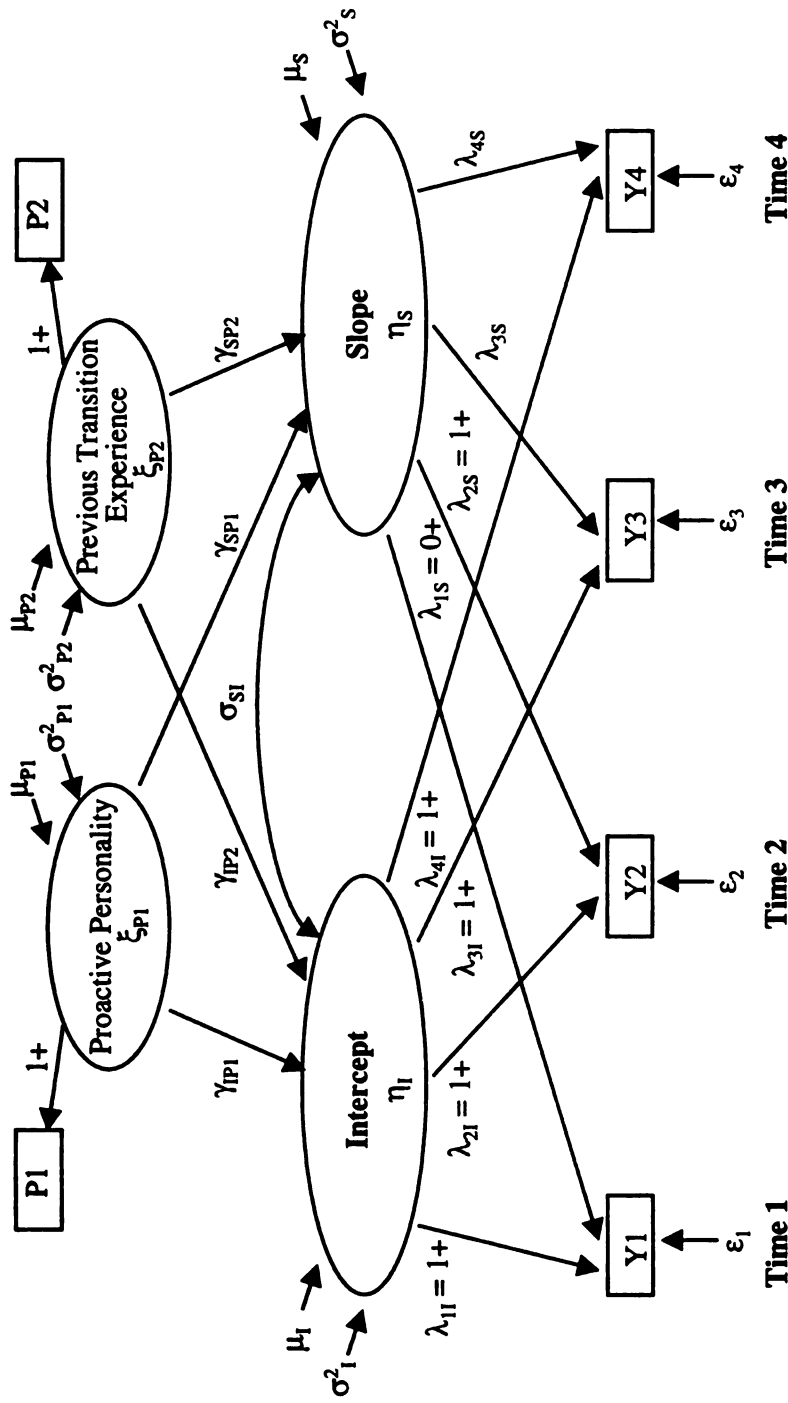 P1
1+
μP1
σ²P1
σ²P2
μP2
1+
P2
Proactive Personality
ξP1
Previous Transition
Experience
ξP2
γIP1
γIP2
γSP1
γSP2
σSI
μI
σ²I
Intercept
ηI
Slope
ηS
μS
σ²S
λ1I = 1+
λ2I = 1+
λ3I = 1+
λ4I = 1+
λ1S = 0+
λ2S = 1+
λ3S
λ4S
Y1
Y2
Y3
Y4
ε1
ε2
ε3
ε4
Time 1
Time 2
Time 3
Time 4